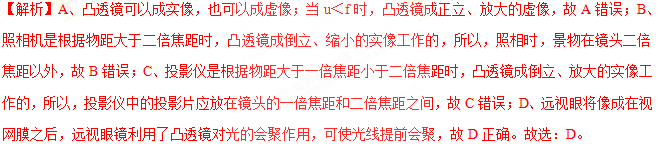 【解析】A、凸透镜可以成实像，也可以成虚像；当 u＜f 时，凸透镜成正立、放大的虚像，故 A 错误；B、
照相机是根据物距大于二倍焦距时，凸透镜成倒立、缩小的实像工作的，所以，照相时，景物在镜头二倍
焦距以外，故 B 错误；C、投影仪是根据物距大于一倍焦距小于二倍焦距时，凸透镜成倒立、放大的实像工
作的，所以，投影仪中的投影片应放在镜头的一倍焦距和二倍焦距之间，故 C 错误；D、远视眼将像成在视
网膜之后，远视眼镜利用了凸透镜对光的会聚作用，可使光线提前会聚，故 D 正确。故选：D。